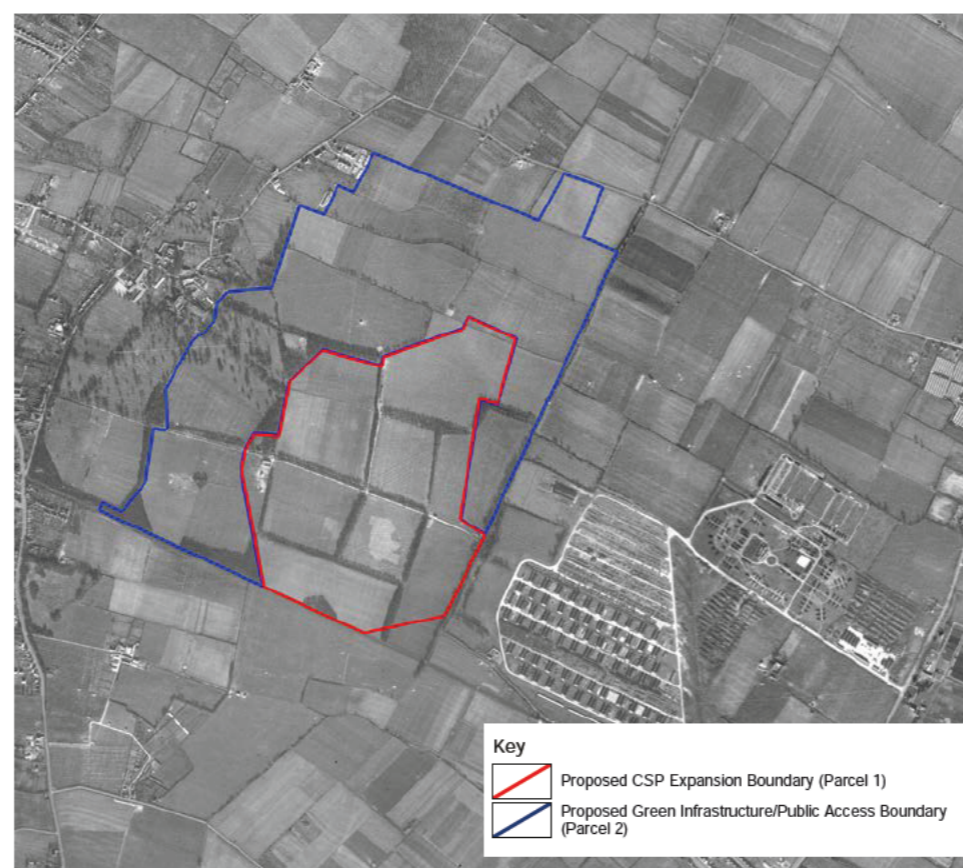 Key
Proposed CSP Expansion Boundary (Parcel 1)
Proposed Green Infrastructure/Public Access Boundary
(Parcel 2)